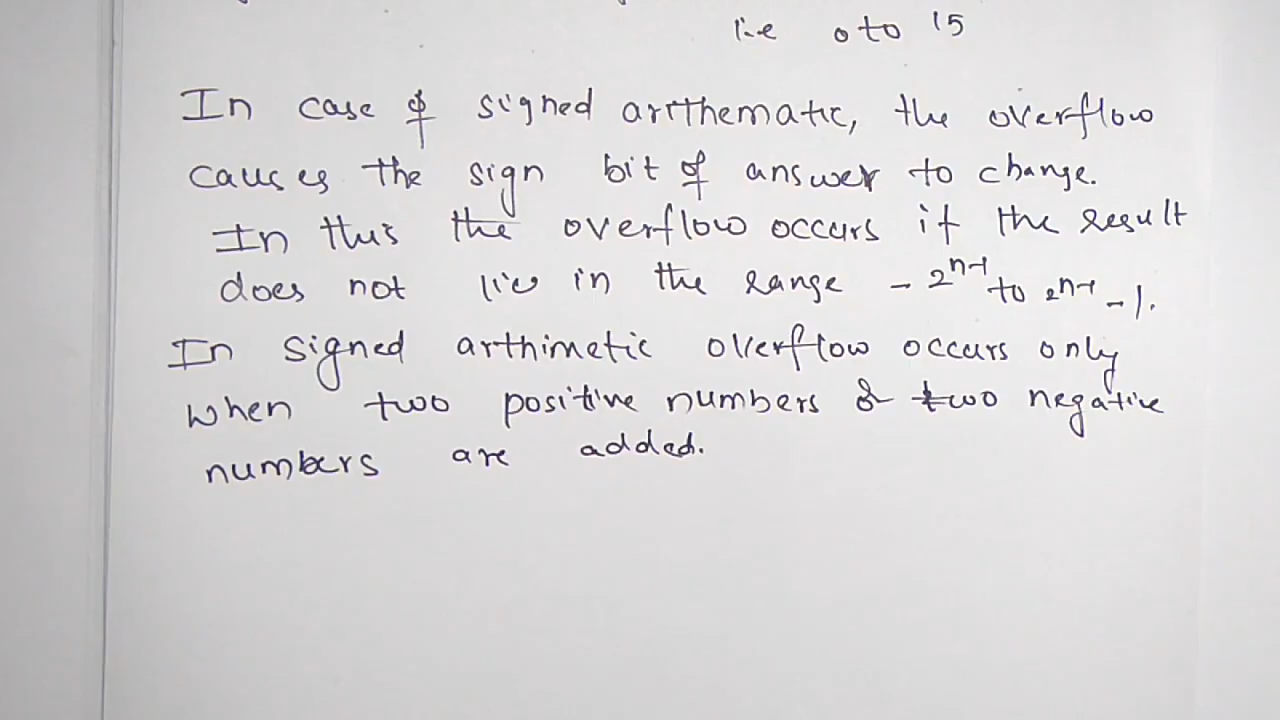 i.e 0 to 15
In case of signed arithematic, the overflow
causes the sign bit of answer to change.
In this the overflow occurs if the result
does not lie in the range - 2^{n-1} to 2^{n-1} - 1.
In signed arthimetic overflow occurs only
when two positive numbers & two negative
numbers are added.